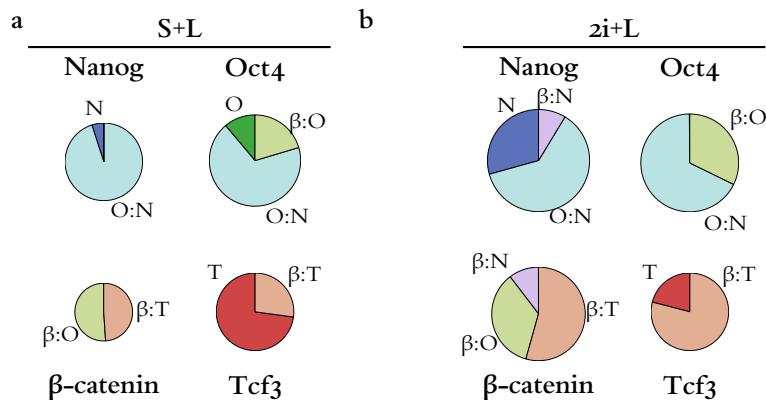 a
S+L
Nanog
Oct4
N
O
β:O
O:N
O:N
T
β:T
β:T
β:O
β-catenin
Tcf3
b
2i+L
Nanog
Oct4
N
β:N
β:O
O:N
O:N
β:N
T
β:T
β:T
β:O
β-catenin
Tcf3